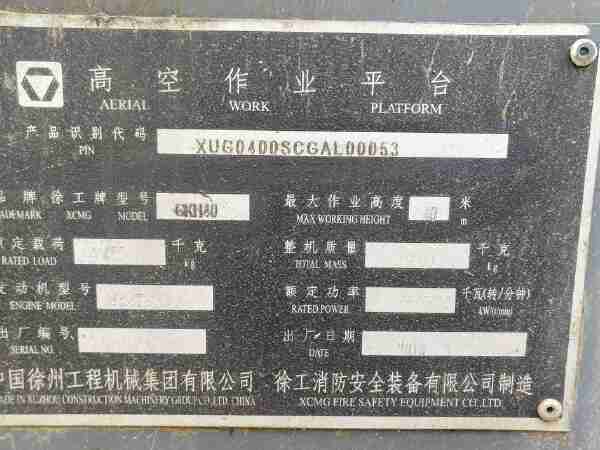 高空作业平台
AERIAL WORK PLATFORM
产品识别代码 XUG0400SCGAL00053
PIN
品牌 徐工牌型号 最大作业高度 米
TRADEMARK XCMG MODEL MAX WORKING HEIGHT m
额定载荷 千克 整机质量 千克
RATED LOAD kg TOTAL MASS kg
发动机型号 额定功率 千瓦(转/分钟)
ENGINE MODEL RATED POWER kW(r/min)
出厂编号 出厂日期
SERIAL NO. DATE
中国徐州工程机械集团有限公司 徐工消防安全装备有限公司制造
MADE IN XUZHOU CONSTRUCTION MACHINERY GROUP CO.,LTD, CHINA XCMG FIRE SAFETY EQUIPMENT CO.,LTD.